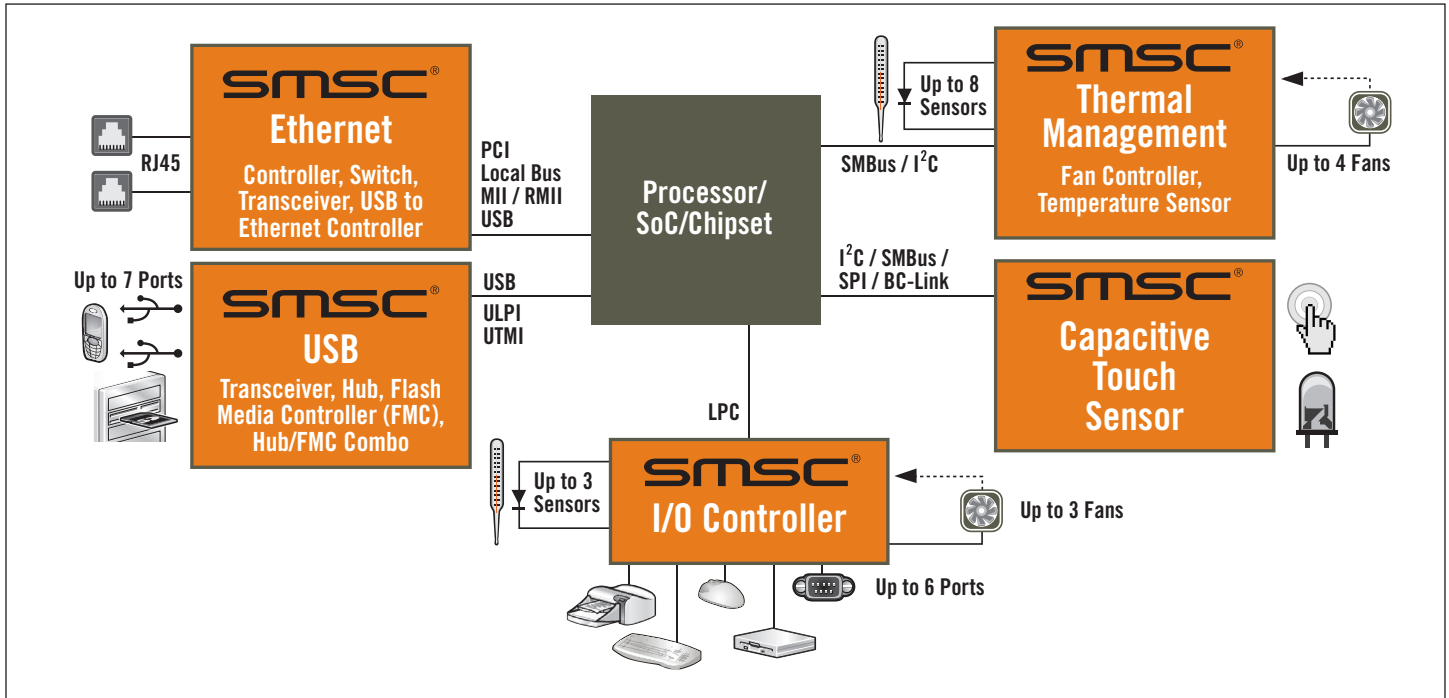 SMSC®
Ethernet
Controller, Switch,
Transceiver, USB to
Ethernet Controller
RJ45
PCI
Local Bus
MII / RMII
USB
Processor/
SoC/Chipset
Up to 8
Sensors
SMBus / I²C
SMSC®
Thermal
Management
Fan Controller,
Temperature Sensor
Up to 4 Fans
Up to 7 Ports
SMSC®
USB
Transceiver, Hub, Flash
Media Controller (FMC),
Hub/FMC Combo
USB
ULPI
UTMI
I²C / SMBus /
SPI / BC-Link
SMSC®
Capacitive
Touch
Sensor
LPC
Up to 3
Sensors
SMSC®
I/O Controller
Up to 3 Fans
Up to 6 Ports